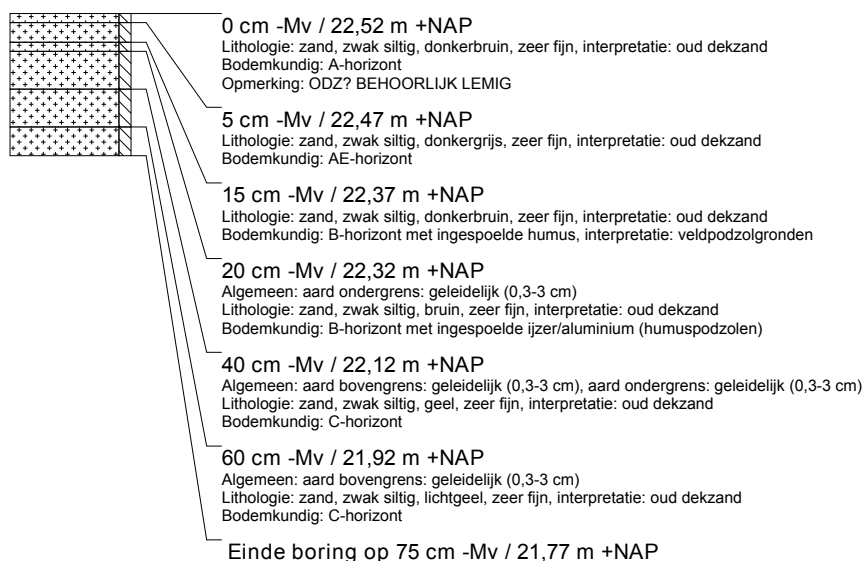 0 cm -Mv / 22,52 m +NAP
Lithologie: zand, zwak siltig, donkerbruin, zeer fijn, interpretatie: oud dekzand
Bodemkundig: A-horizont
Opmerking: ODZ? BEHOORLIJK LEMIG
5 cm -Mv / 22,47 m +NAP
Lithologie: zand, zwak siltig, donkergrijs, zeer fijn, interpretatie: oud dekzand
Bodemkundig: AE-horizont
15 cm -Mv / 22,37 m +NAP
Lithologie: zand, zwak siltig, donkerbruin, zeer fijn, interpretatie: oud dekzand
Bodemkundig: B-horizont met ingespoelde humus, interpretatie: veldpodzolgronden
20 cm -Mv / 22,32 m +NAP
Algemeen: aard ondergrens: geleidelijk (0,3-3 cm)
Lithologie: zand, zwak siltig, bruin, zeer fijn, interpretatie: oud dekzand
Bodemkundig: B-horizont met ingespoelde ijzer/aluminium (humuspodzolen)
40 cm -Mv / 22,12 m +NAP
Algemeen: aard bovengrens: geleidelijk (0,3-3 cm), aard ondergrens: geleidelijk (0,3-3 cm)
Lithologie: zand, zwak siltig, geel, zeer fijn, interpretatie: oud dekzand
Bodemkundig: C-horizont
60 cm -Mv / 21,92 m +NAP
Algemeen: aard bovengrens: geleidelijk (0,3-3 cm)
Lithologie: zand, zwak siltig, lichtgeel, zeer fijn, interpretatie: oud dekzand
Bodemkundig: C-horizont
Einde boring op 75 cm -Mv / 21,77 m +NAP